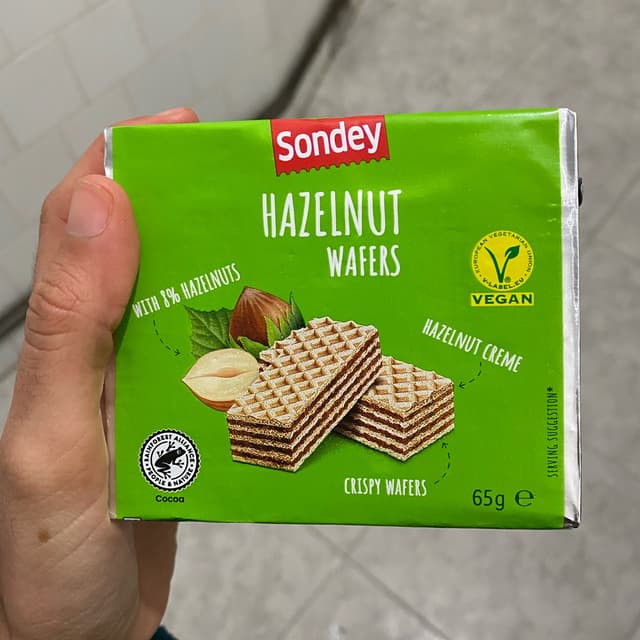 Sondey
HAZELNUT
WAFERS
WITH 8% HAZELNUTS
EUROPEAN VEGETARIAN UNION
V-LABEL.EU
VEGAN
HAZELNUT CREME
SERVING SUGGESTION*
RAINFOREST ALLIANCE
PEOPLE & NATURE
Cocoa
CRISPY WAFERS
65g e